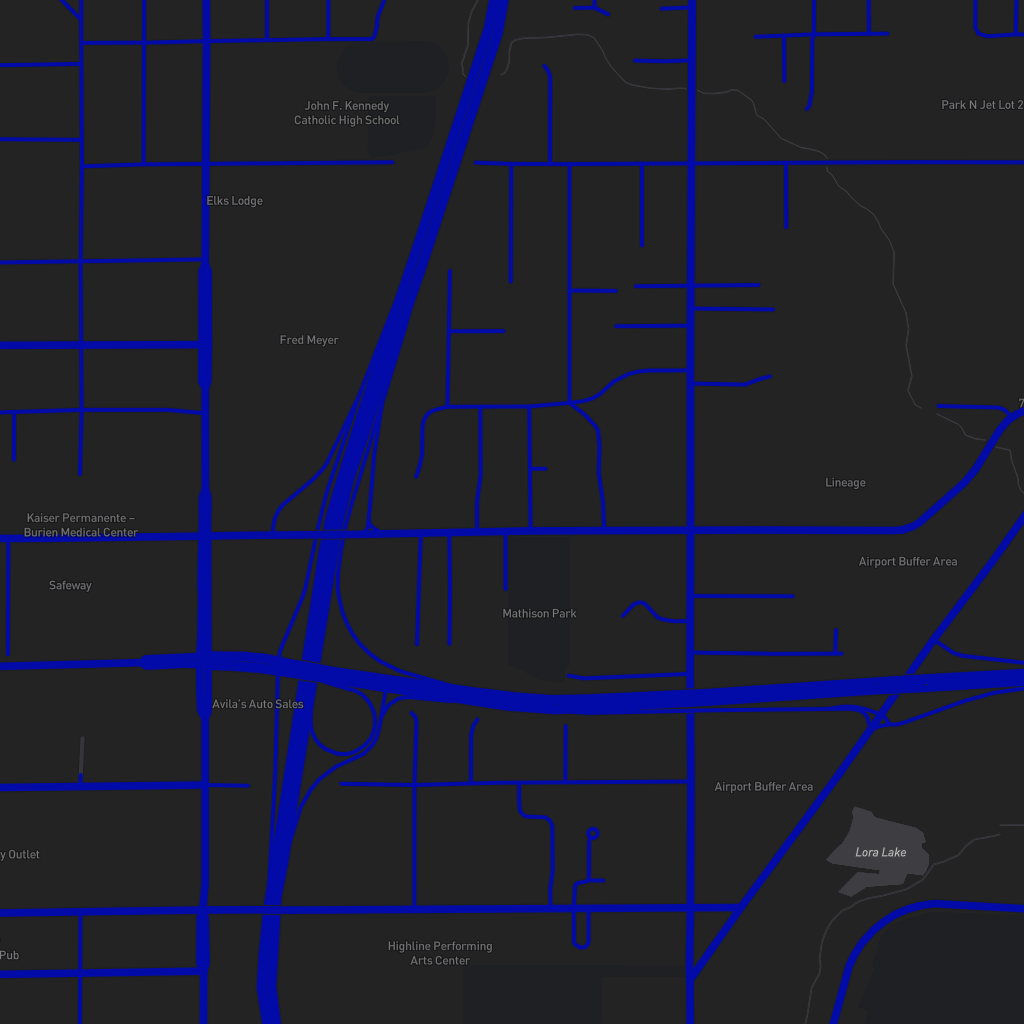 John F. Kennedy
Catholic High School
Park N Jet Lot 2
Elks Lodge
Fred Meyer
7
Lineage
Kaiser Permanente –
Burien Medical Center
Airport Buffer Area
Safeway
Mathison Park
Avila's Auto Sales
Airport Buffer Area
y Outlet
Lora Lake
Highline Performing
Arts Center
Pub